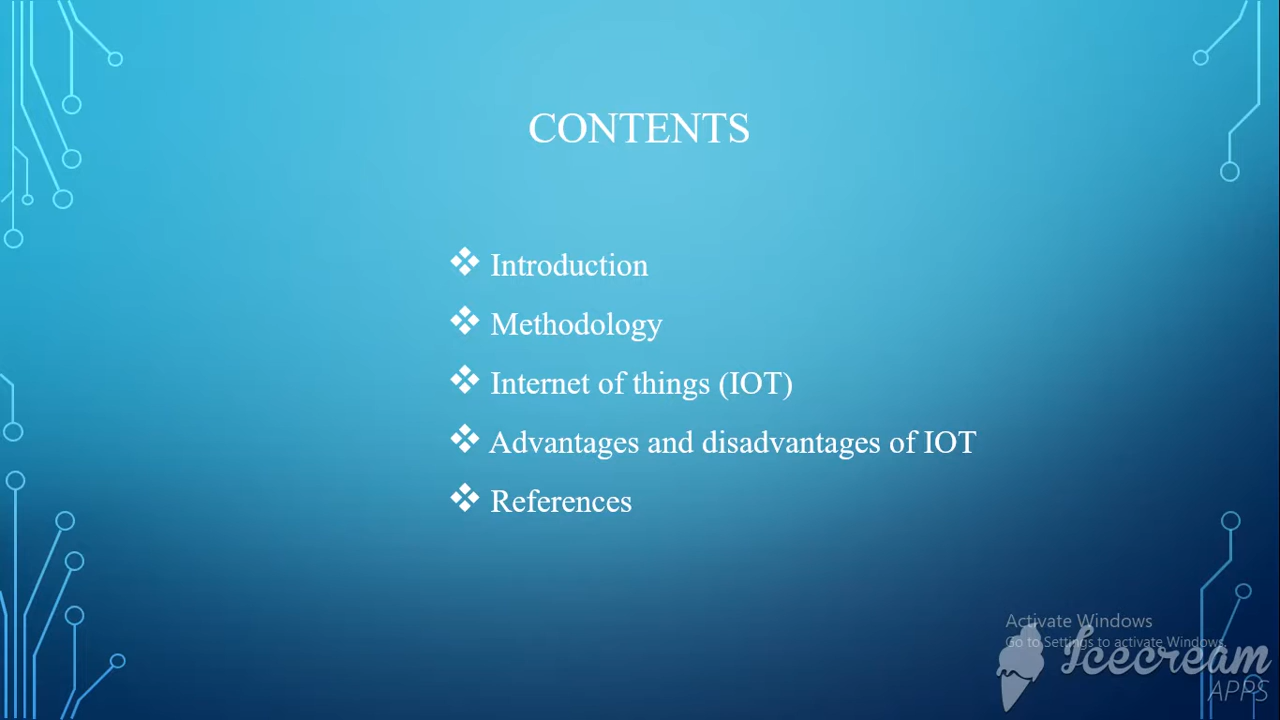 CONTENTS
Introduction
Methodology
Internet of things (IOT)
Advantages and disadvantages of IOT
References
Activate Windows
Go to Settings to activate Windows.
Icecream
APPS